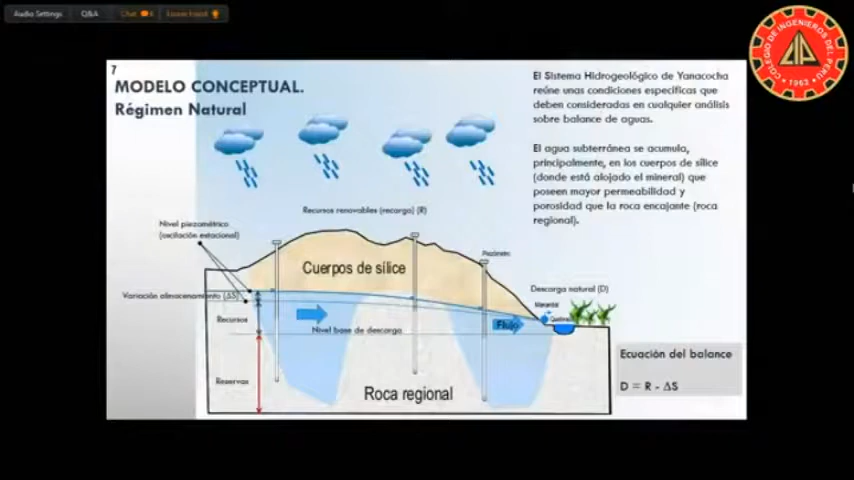 Audio Settings
Q&A
Chat
7
MODELO CONCEPTUAL.
Régimen Natural
El Sistema Hidrogeológico de Yanacocha
reúne unas condiciones específicas que
deben consideradas en cualquier análisis
sobre balance de aguas.
El agua subterránea se acumula,
principalmente, en los cuerpos de sílice
(donde está alojado el mineral) que
poseen mayor permeabilidad y
porosidad que la roca encajante (roca
regional).
Recursos renovables (recarga) (R)
Nivel piezométrico
(oscilación estacional)
Piezómetro
Cuerpos de sílice
Descarga natural (D)
Variación almacenamiento (ΔS)
Manantial
Quebrada
Recursos
Flujo
Nivel base de descarga
Reservas
Roca regional
Ecuación del balance
D = R - ΔS
COLEGIO DE INGENIEROS DEL PERU
1962
CIP